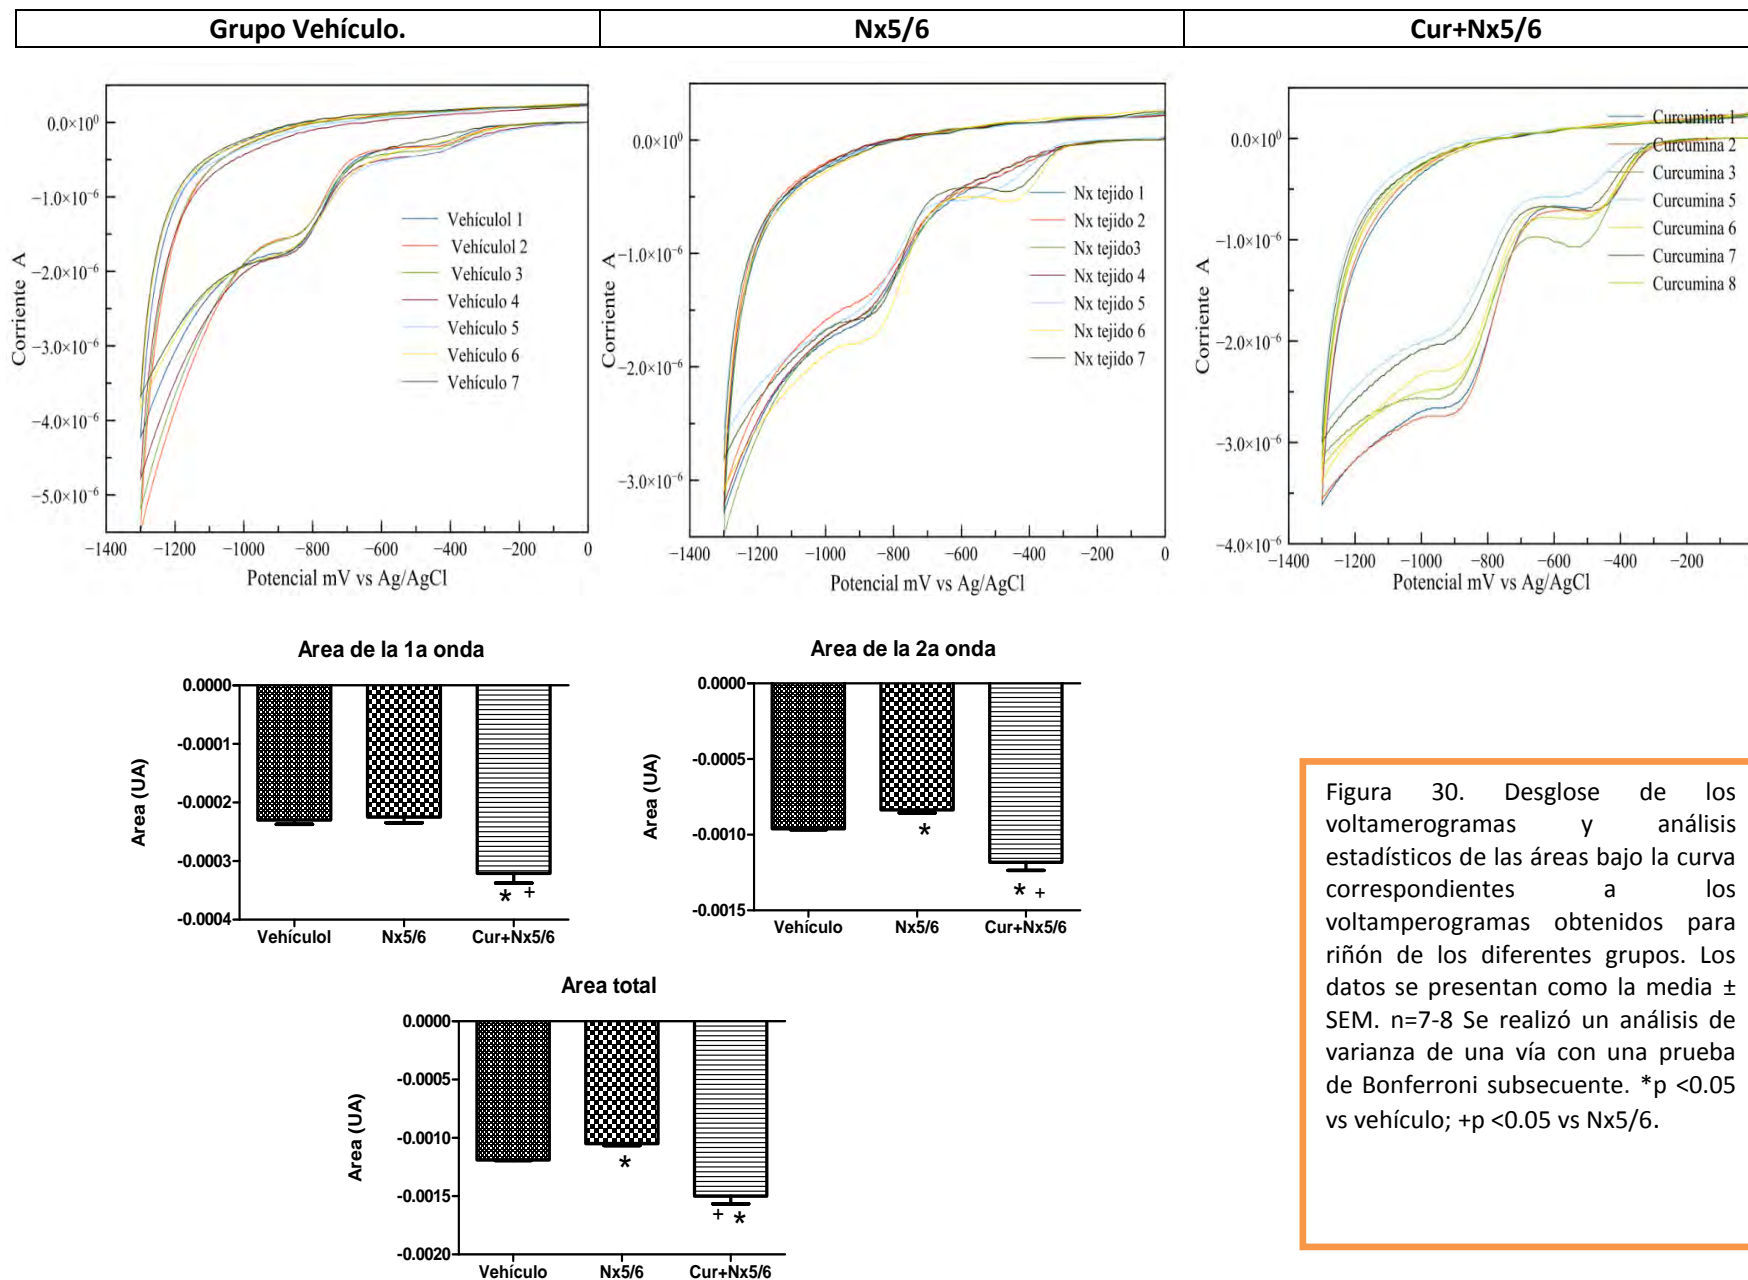 Grupo Vehículo.
Nx5/6
Cur+Nx5/6
0.0×10⁰
−1.0×10⁻⁶
−2.0×10⁻⁶
−3.0×10⁻⁶
−4.0×10⁻⁶
−5.0×10⁻⁶
Corriente A
Vehículol 1
Vehículol 2
Vehículo 3
Vehículo 4
Vehículo 5
Vehículo 6
Vehículo 7
−1400 −1200 −1000 −800 −600 −400 −200 0
Potencial mV vs Ag/AgCl
0.0×10⁰
−1.0×10⁻⁶
−2.0×10⁻⁶
−3.0×10⁻⁶
Corriente A
Nx tejido 1
Nx tejido 2
Nx tejido3
Nx tejido 4
Nx tejido 5
Nx tejido 6
Nx tejido 7
−1400 −1200 −1000 −800 −600 −400 −200 0
Potencial mV vs Ag/AgCl
0.0×10⁰
−1.0×10⁻⁶
−2.0×10⁻⁶
−3.0×10⁻⁶
−4.0×10⁻⁶
Corriente A
Curcumina 1
Curcumina 2
Curcumina 3
Curcumina 5
Curcumina 6
Curcumina 7
Curcumina 8
−1400 −1200 −1000 −800 −600 −400 −200
Potencial mV vs Ag/AgCl
Area de la 1a onda
0.0000
-0.0001
-0.0002
-0.0003
-0.0004
Area (UA)
* +
Vehículol Nx5/6 Cur+Nx5/6
Area de la 2a onda
0.0000
-0.0005
-0.0010
-0.0015
Area (UA)
*
* +
Vehículo Nx5/6 Cur+Nx5/6
Area total
0.0000
-0.0005
-0.0010
-0.0015
-0.0020
Area (UA)
*
+ *
Vehículo Nx5/6 Cur+Nx5/6
Figura 30. Desglose de los
voltamerogramas y análisis
estadísticos de las áreas bajo la curva
correspondientes a los
voltamperogramas obtenidos para
riñón de los diferentes grupos. Los
datos se presentan como la media ±
SEM. n=7-8 Se realizó un análisis de
varianza de una vía con una prueba
de Bonferroni subsecuente. *p <0.05
vs vehículo; +p <0.05 vs Nx5/6.